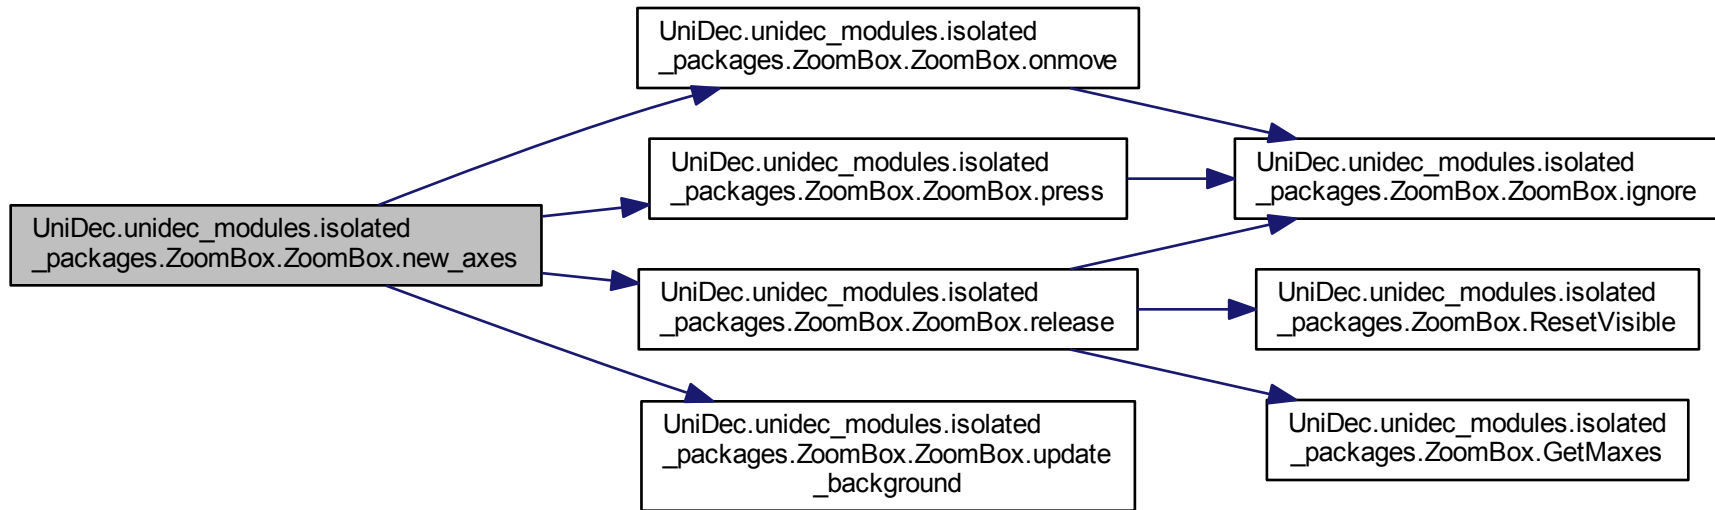 UniDec.unidec_modules.isolated
_packages.ZoomBox.ZoomBox.new_axes
UniDec.unidec_modules.isolated
_packages.ZoomBox.ZoomBox.onmove
UniDec.unidec_modules.isolated
_packages.ZoomBox.ZoomBox.press
UniDec.unidec_modules.isolated
_packages.ZoomBox.ZoomBox.release
UniDec.unidec_modules.isolated
_packages.ZoomBox.ZoomBox.update
_background
UniDec.unidec_modules.isolated
_packages.ZoomBox.ZoomBox.ignore
UniDec.unidec_modules.isolated
_packages.ZoomBox.ResetVisible
UniDec.unidec_modules.isolated
_packages.ZoomBox.GetMaxes